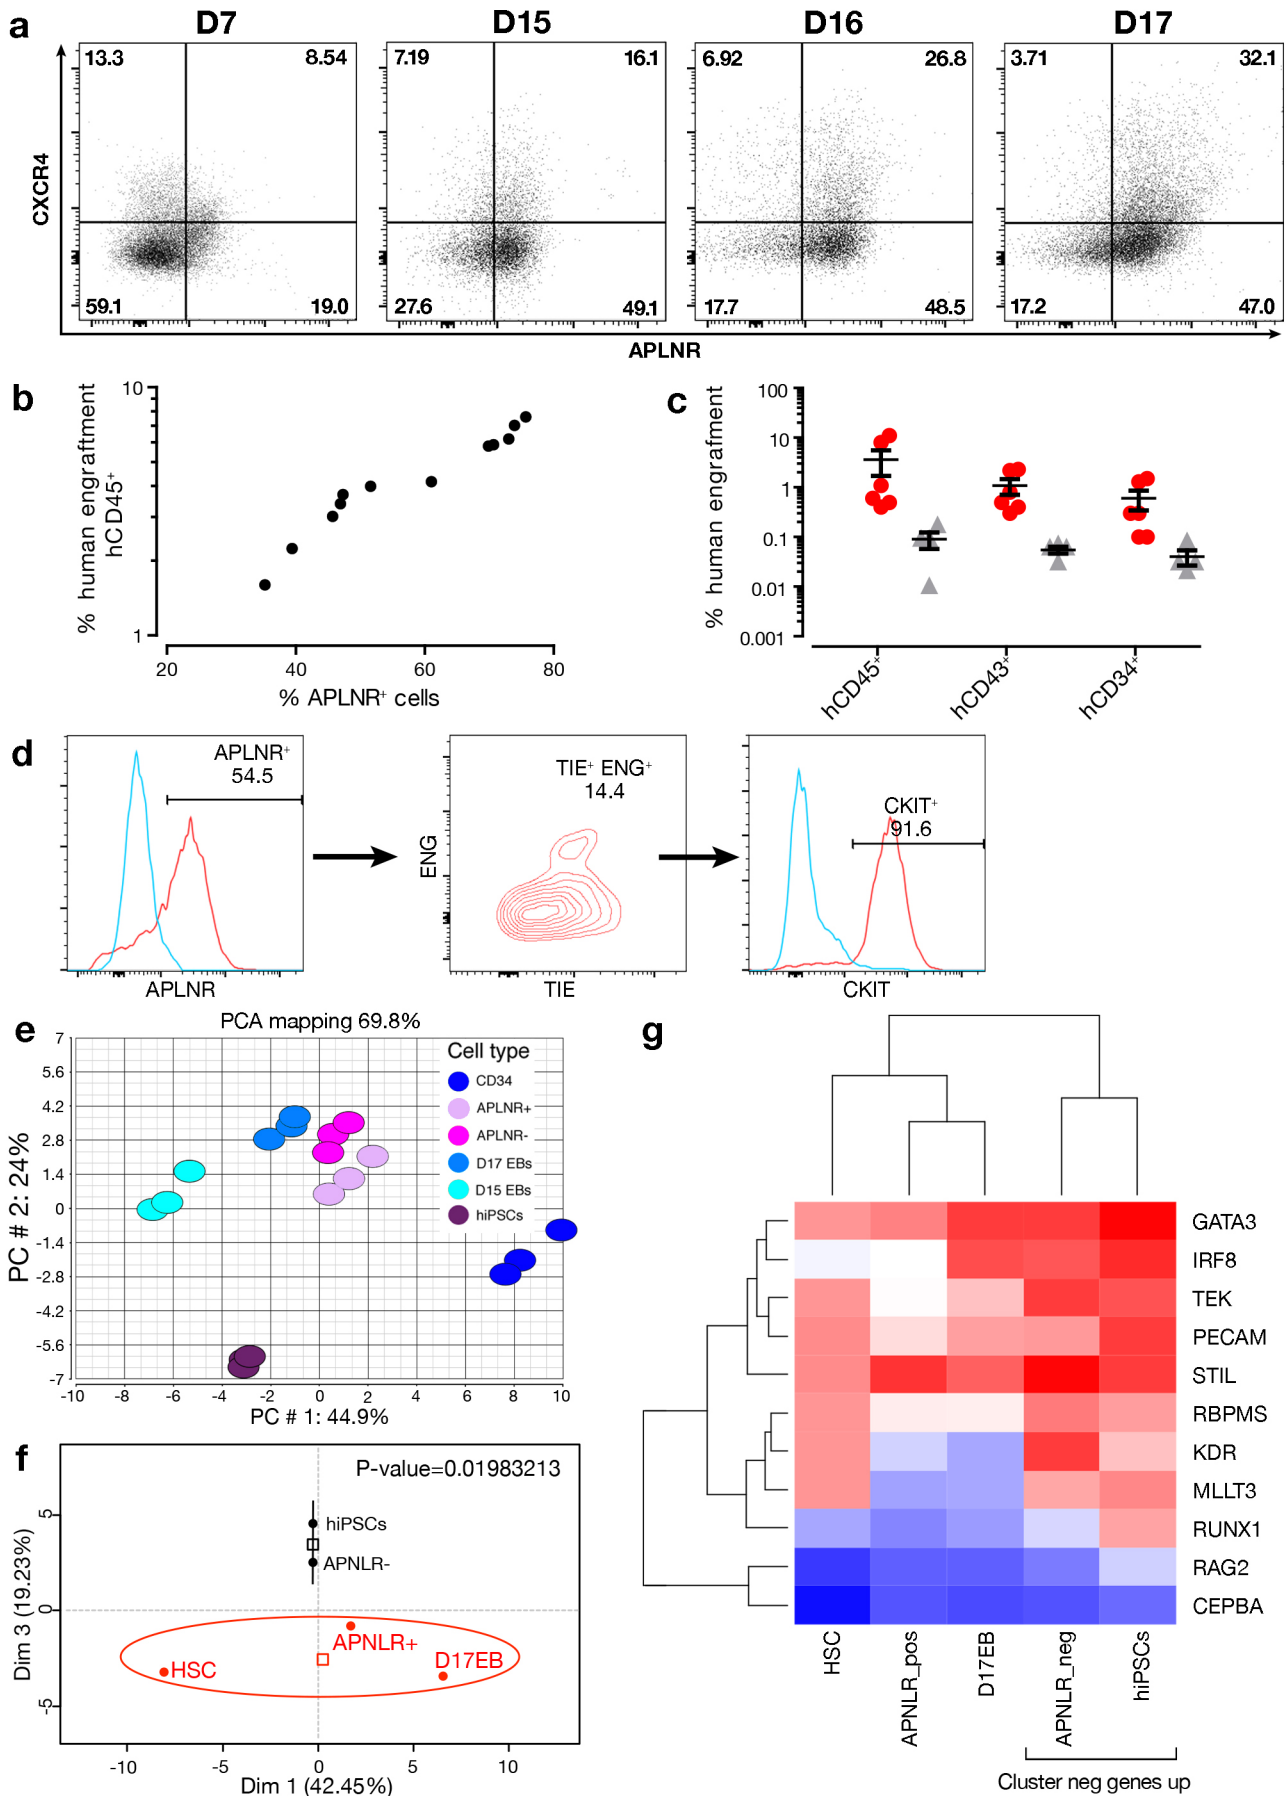 a
D7
D15
D16
D17
13.3
8.54
7.19
16.1
6.92
26.8
3.71
32.1
CXCR4
59.1
19.0
27.6
49.1
17.7
48.5
17.2
47.0
APLNR
b
% human engraftment
hCD45+
10
1
20
40
60
80
% APLNR+ cells
c
% human engrafment
100
10
1
0.1
0.01
0.001
hCD45+
hCD43+
hCD34+
d
APLNR+
54.5
APLNR
TIE+ ENG+
14.4
ENG
TIE
CKIT+
91.6
CKIT
e
PCA mapping 69.8%
PC # 2: 24%
7
5.6
4.2
2.8
1.4
0
-1.4
-2.8
-4.2
-5.6
-7
-10
-8
-6
-4
-2
0
2
4
6
8
10
PC # 1: 44.9%
Cell type
CD34
APLNR+
APLNR-
D17 EBs
D15 EBs
hiPSCs
f
P-value=0.01983213
Dim 3 (19.23%)
5
0
-5
hiPSCs
APNLR-
APNLR+
HSC
D17EB
-10
-5
0
5
10
Dim 1 (42.45%)
g
GATA3
IRF8
TEK
PECAM
STIL
RBPMS
KDR
MLLT3
RUNX1
RAG2
CEPBA
HSC
APNLR_pos
D17EB
APNLR_neg
hiPSCs
Cluster neg genes up